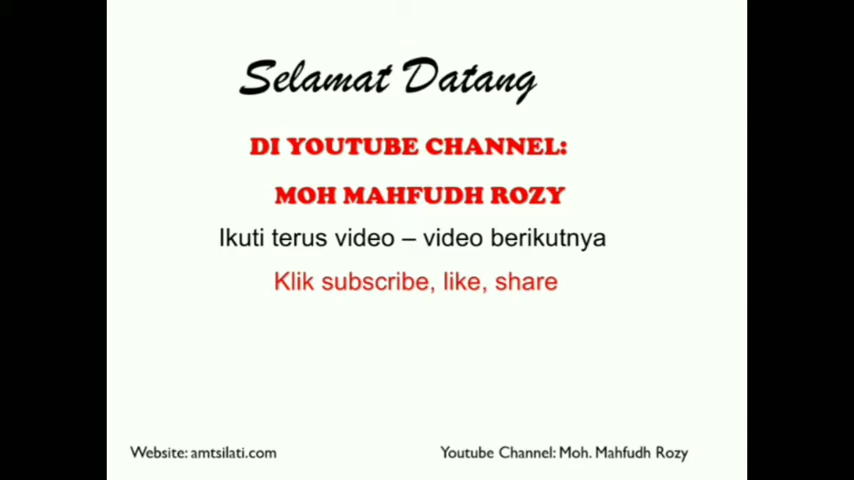 Selamat Datang
DI YOUTUBE CHANNEL:
MOH MAHFUDH ROZY
Ikuti terus video – video berikutnya
Klik subscribe, like, share
Website: amtsilati.com
Youtube Channel: Moh. Mahfudh Rozy